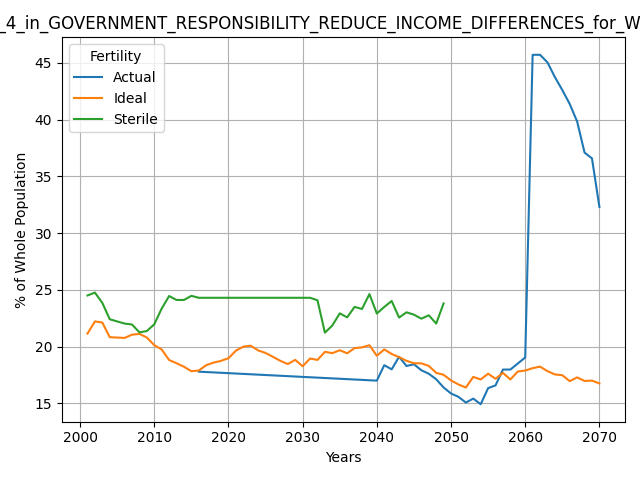 _4_in_GOVERNMENT_RESPONSIBILITY_REDUCE_INCOME_DIFFERENCES_for_W
Fertility
Actual
Ideal
Sterile
% of Whole Population
45
40
35
30
25
20
15
2000 2010 2020 2030 2040 2050 2060 2070
Years